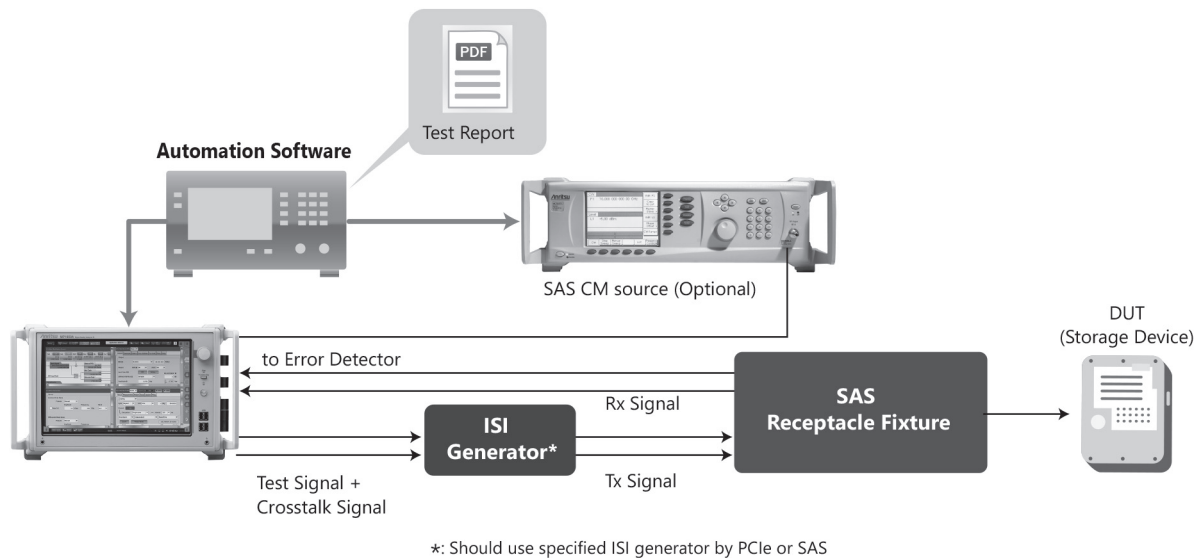 PDF
Test Report
Automation Software
Anritsu
SAS CM source (Optional)
DUT
(Storage Device)
to Error Detector
Rx Signal
SAS
Receptacle Fixture
ISI
Generator*
Test Signal +
Crosstalk Signal
Tx Signal
*: Should use specified ISI generator by PCIe or SAS